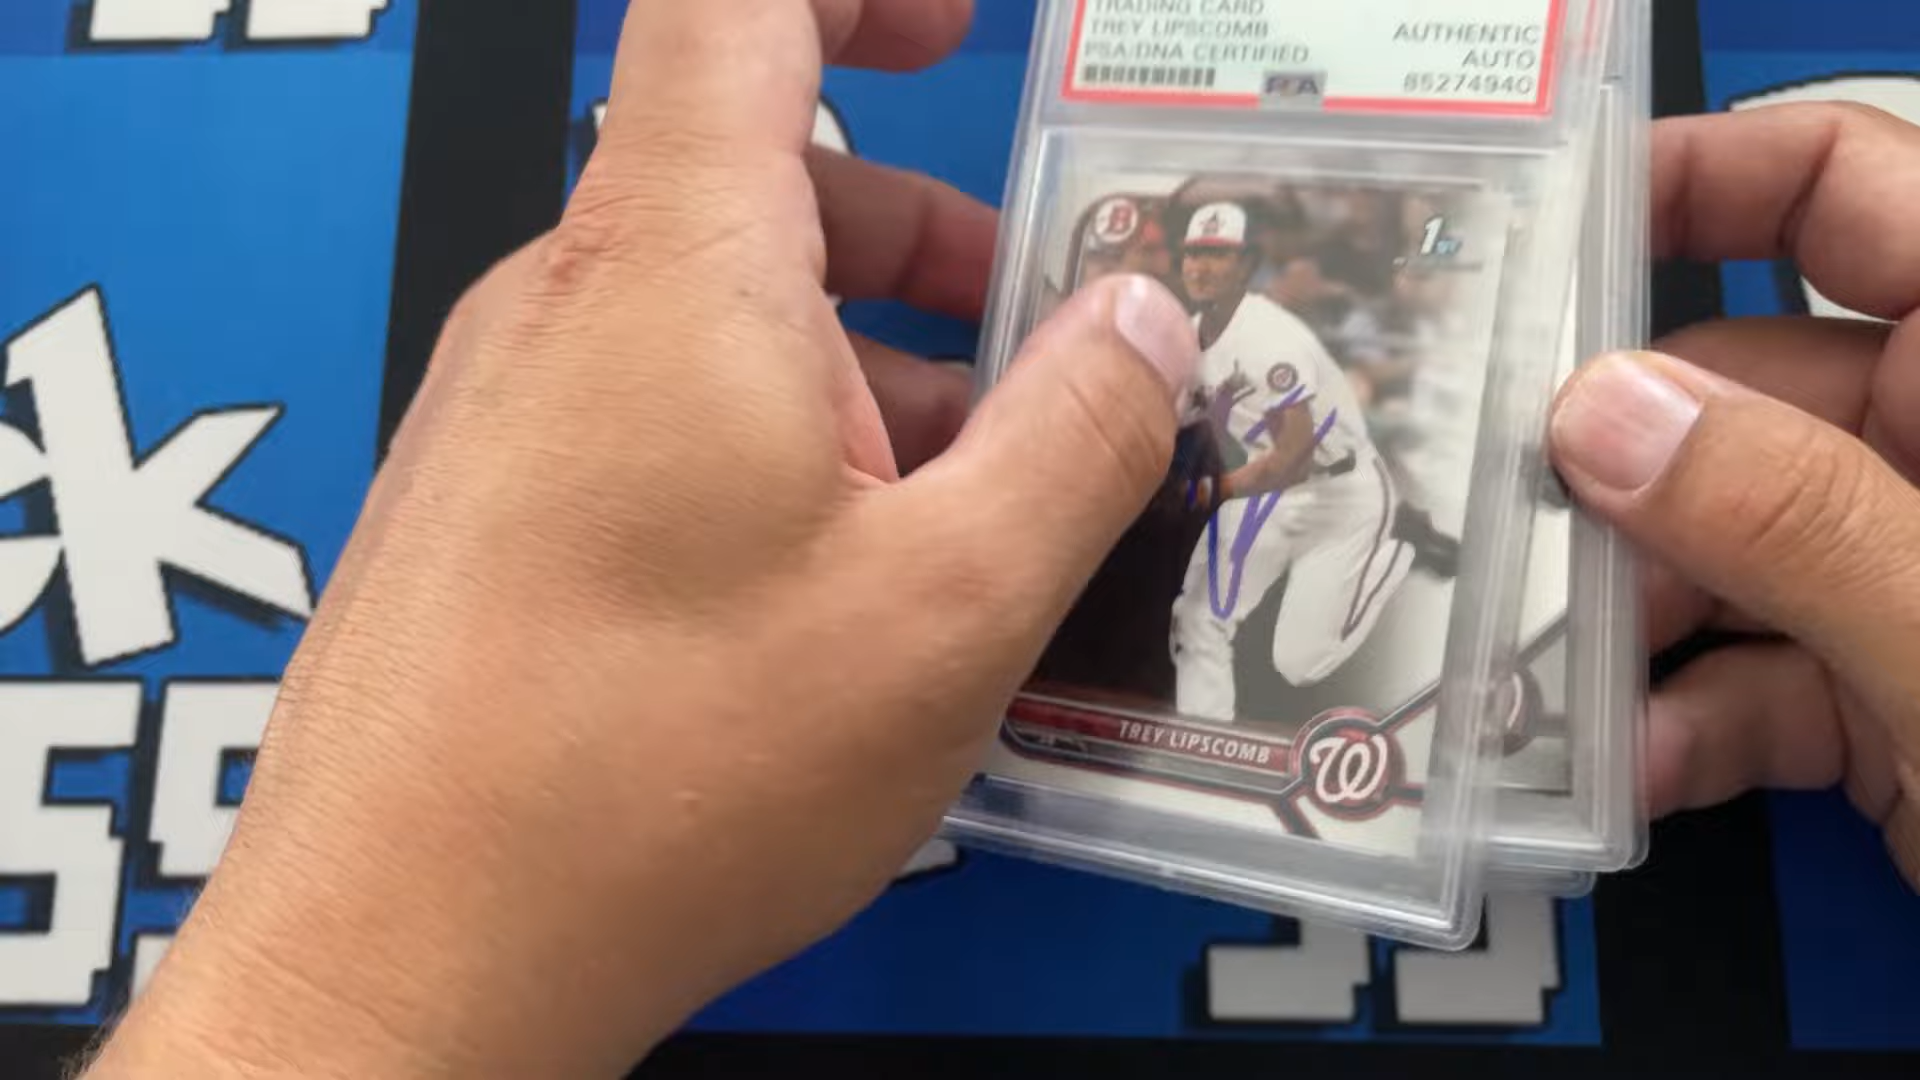 TRADING CARD
TREY LIPSCOMB
PSA/DNA CERTIFIED
AUTHENTIC
AUTO
85274940
PSA
B
1ST
TREY LIPSCOMB
W
k